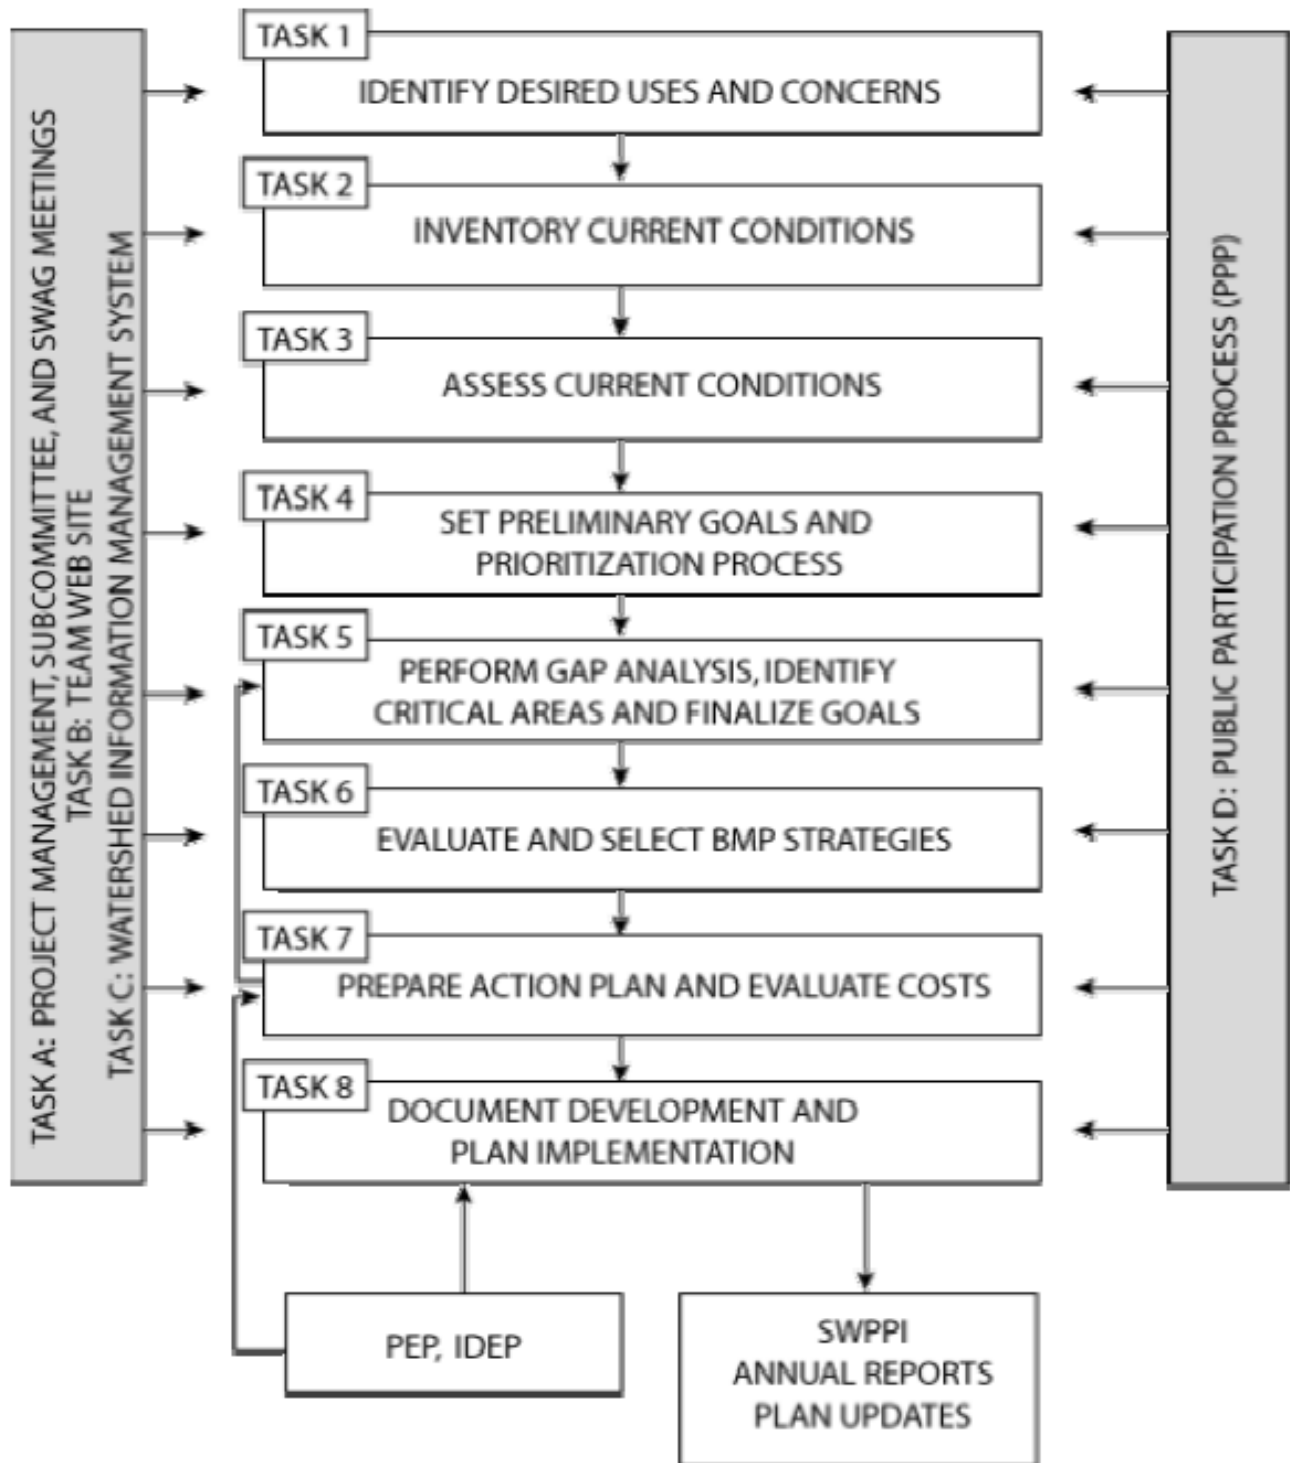 TASK A: PROJECT MANAGEMENT, SUBCOMMITTEE, AND SWAG MEETINGS
TASK B: TEAM WEB SITE
TASK C: WATERSHED INFORMATION MANAGEMENT SYSTEM
TASK 1
IDENTIFY DESIRED USES AND CONCERNS
TASK 2
INVENTORY CURRENT CONDITIONS
TASK 3
ASSESS CURRENT CONDITIONS
TASK 4
SET PRELIMINARY GOALS AND
PRIORITIZATION PROCESS
TASK 5
PERFORM GAP ANALYSIS, IDENTIFY
CRITICAL AREAS AND FINALIZE GOALS
TASK 6
EVALUATE AND SELECT BMP STRATEGIES
TASK 7
PREPARE ACTION PLAN AND EVALUATE COSTS
TASK 8
DOCUMENT DEVELOPMENT AND
PLAN IMPLEMENTATION
PEP, IDEP
SWPPI
ANNUAL REPORTS
PLAN UPDATES
TASK D: PUBLIC PARTICIPATION PROCESS (PPP)